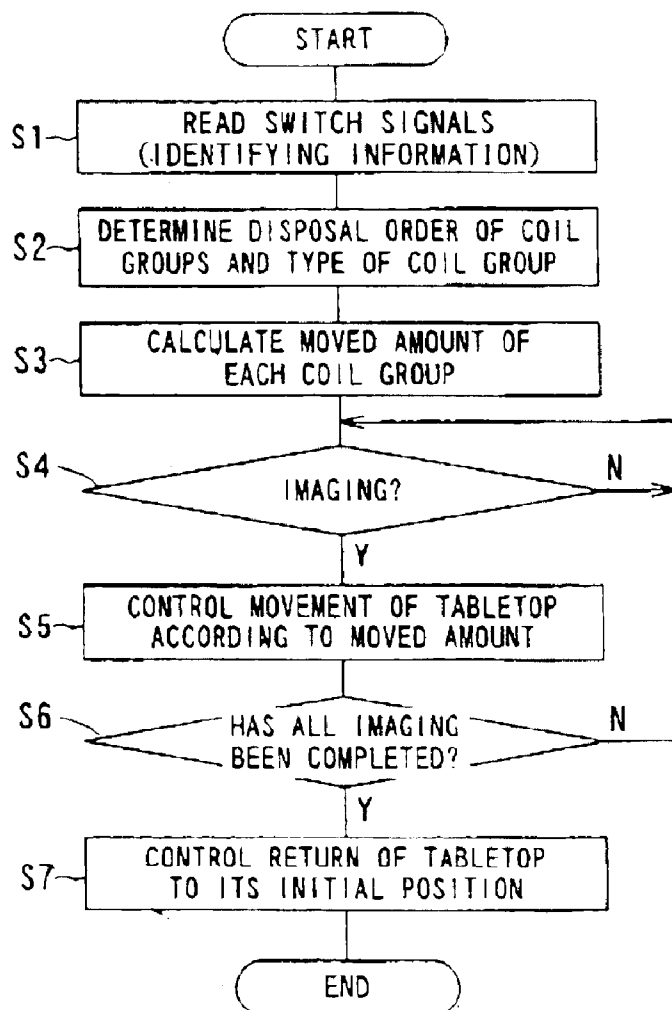 START
S1
READ SWITCH SIGNALS
(IDENTIFYING INFORMATION)
S2
DETERMINE DISPOSAL ORDER OF COIL
GROUPS AND TYPE OF COIL GROUP
S3
CALCULATE MOVED AMOUNT OF
EACH COIL GROUP
S4
IMAGING?
N
Y
S5
CONTROL MOVEMENT OF TABLETOP
ACCORDING TO MOVED AMOUNT
S6
HAS ALL IMAGING
BEEN COMPLETED?
N
Y
S7
CONTROL RETURN OF TABLETOP
TO ITS INITIAL POSITION
END